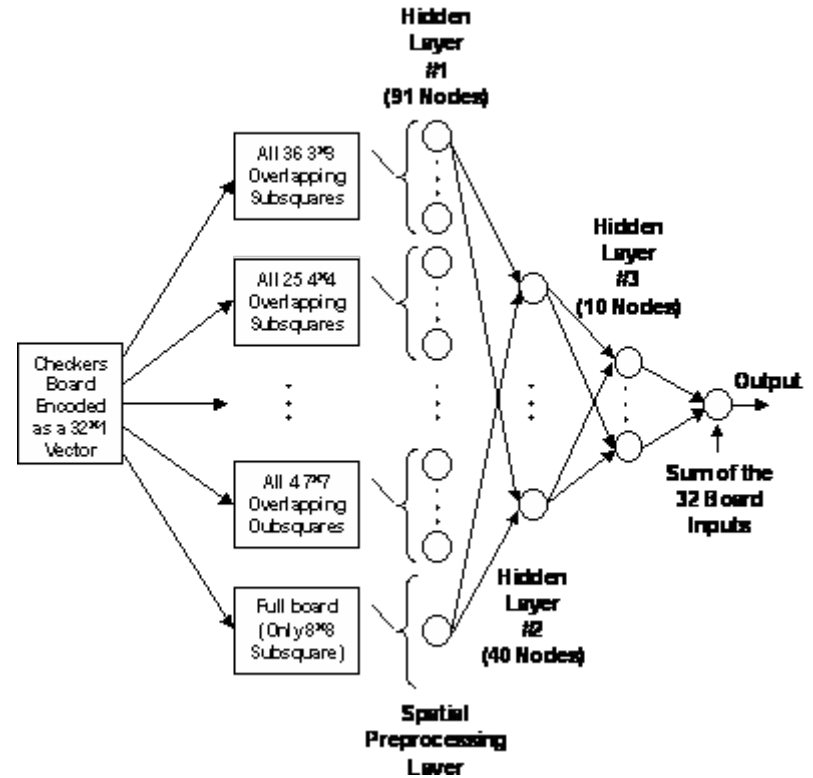 Hidden
Layer
#1
(91 Nodes)
All 36 3*3
Overlapping
Subsquares
All 25 4*4
Overlapping
Subsquares
Checkers
Board
Encoded
as a 32*1
Vector
All 4 7*7
Overlapping
Oubsquares
Full board
(Only 8*8
Subsquare)
Spatial
Preprocessing
Layer
Hidden
Layer
#2
(40 Nodes)
Hidden
Layer
#3
(10 Nodes)
Output
Sum of the
32 Board
Inputs